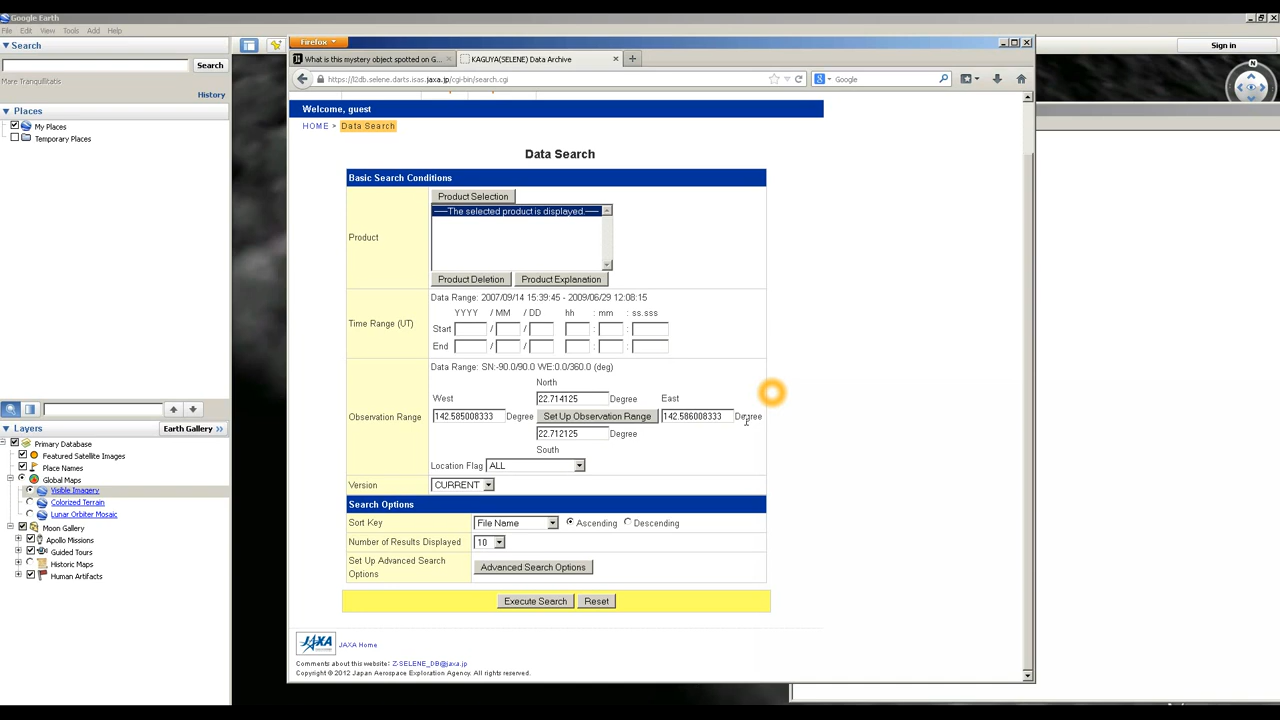 Google Earth
File Edit View Tools Add Help
Search
Search
Mare Tranquillitatis
History
Places
My Places
Temporary Places
Layers
Earth Gallery >>
Primary Database
Featured Satellite Images
Place Names
Global Maps
Visible Imagery
Colorized Terrain
Lunar Orbiter Mosaic
Moon Gallery
Apollo Missions
Guided Tours
Historic Maps
Human Artifacts
Sign in
N
Firefox
What is this mystery object spotted on G...
KAGUYA(SELENE) Data Archive
https://l2db.selene.darts.isas.jaxa.jp/cgi-bin/search.cgi
Google
Welcome, guest
HOME > Data Search
Data Search
Basic Search Conditions
Product
Product Selection
-----The selected product is displayed.-----
Product Deletion Product Explanation
Time Range (UT)
Data Range: 2007/09/14 15:39:45 - 2009/06/29 12:08:15
YYYY / MM / DD hh : mm : ss.sss
Start / / : :
End / / : :
Observation Range
Data Range: SN:-90.0/90.0 WE:0.0/360.0 (deg)
North
West 22.714125 Degree East
142.585008333 Degree Set Up Observation Range 142.586008333 Degree
22.712125 Degree
South
Location Flag ALL
Version CURRENT
Search Options
Sort Key File Name Ascending Descending
Number of Results Displayed 10
Set Up Advanced Search Options Advanced Search Options
Execute Search Reset
JAXA JAXA Home
Comments about this website: Z-SELENE_DB@jaxa.jp
Copyright © 2012 Japan Aerospace Exploration Agency. All rights reserved.